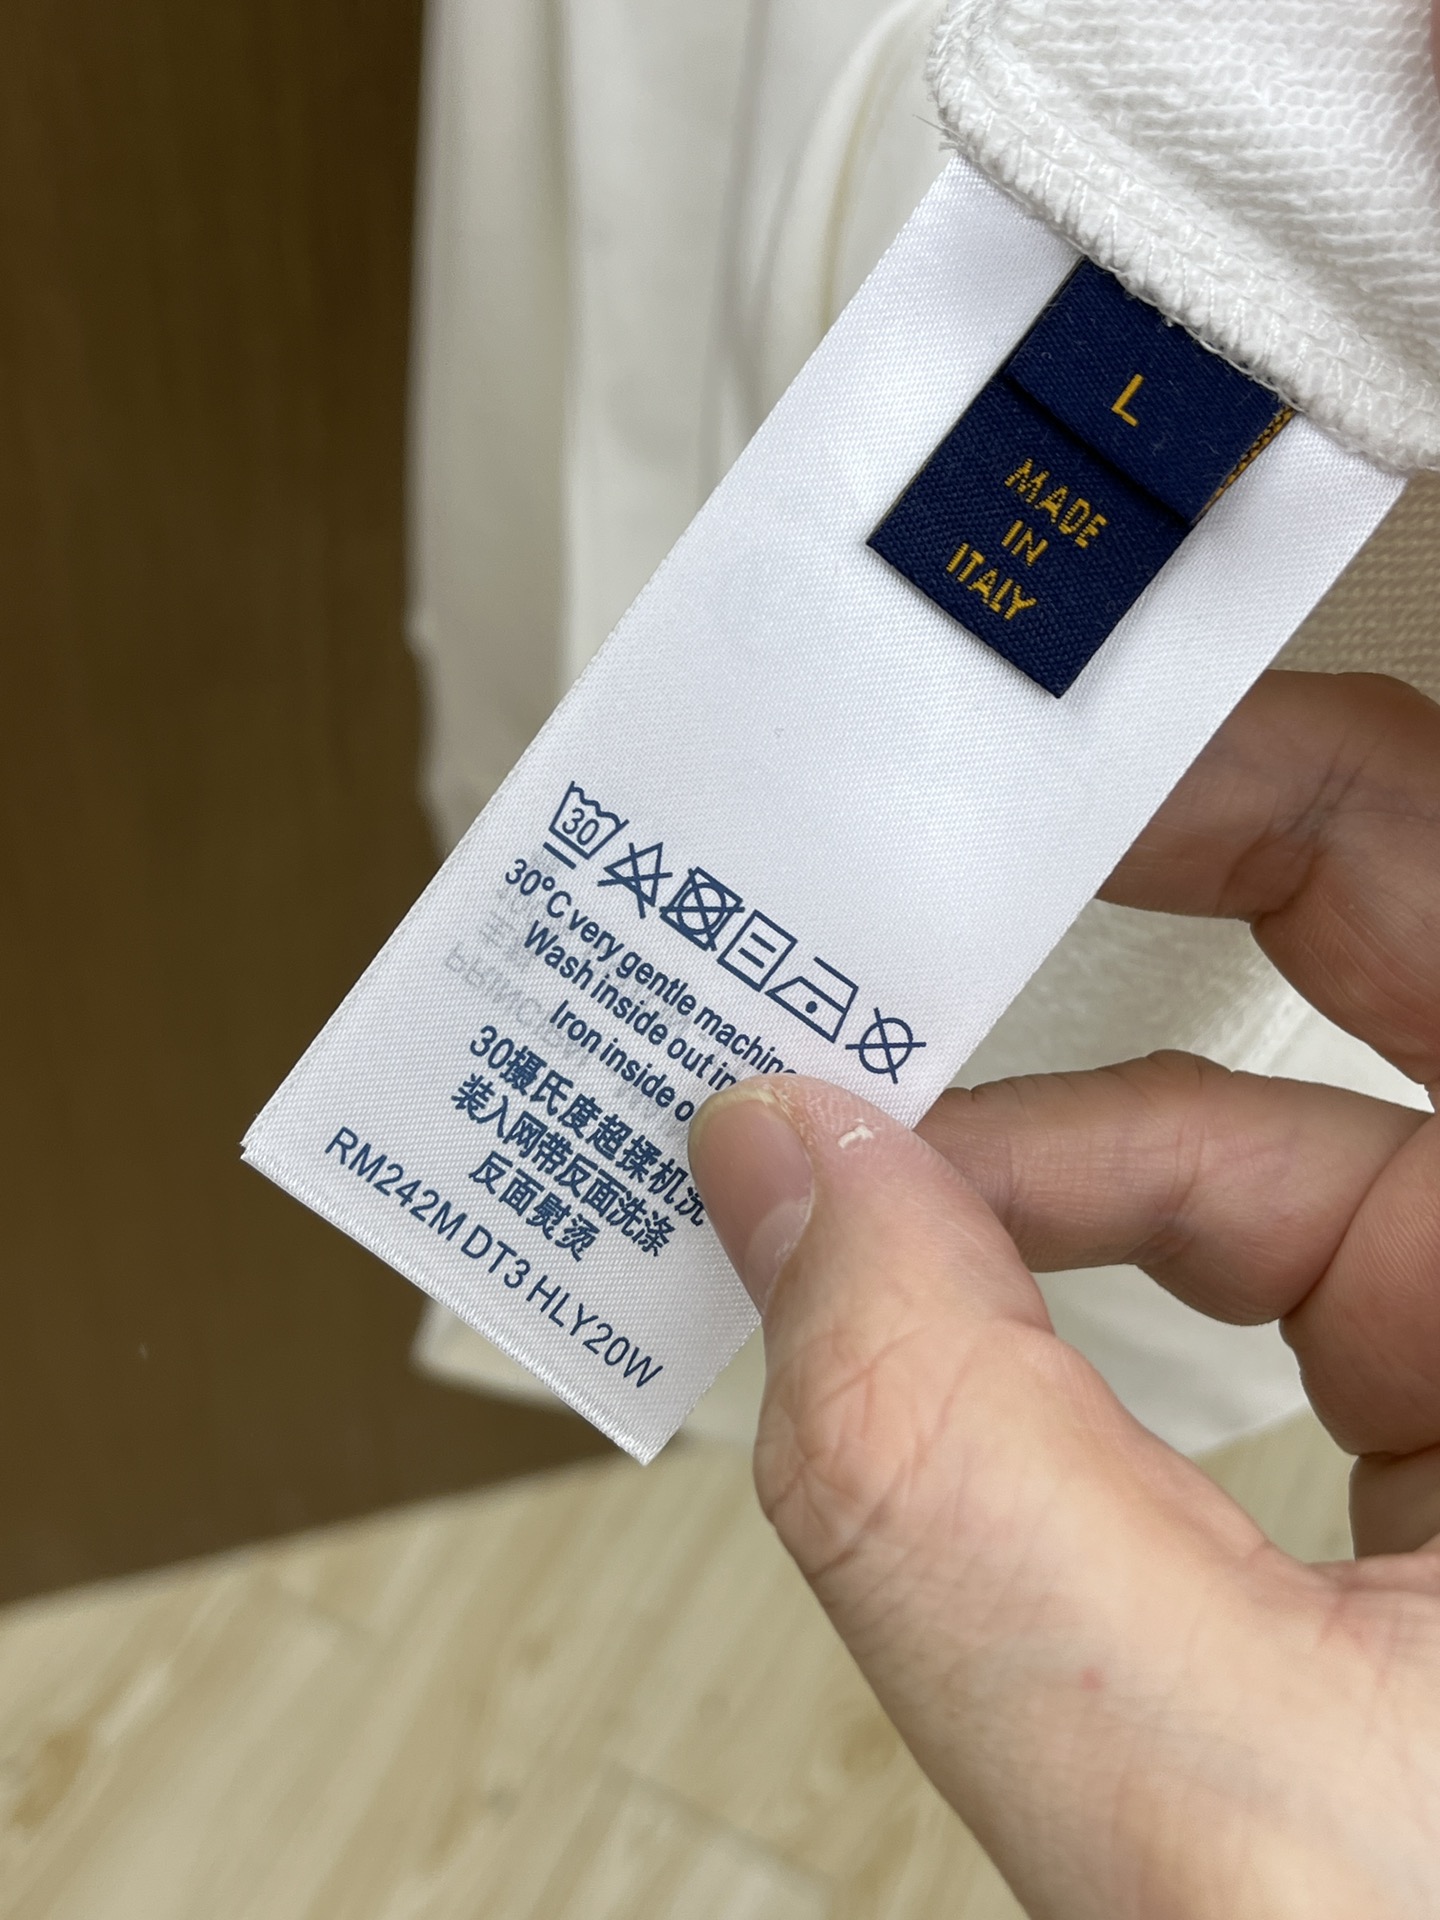 L
MADE
IN
ITALY
30
30°C very gentle machine
Wash inside out in
Iron inside
30摄氏度超揉机洗
装入网带反面洗涤
反面熨烫
RM242M DT3 HLY20W